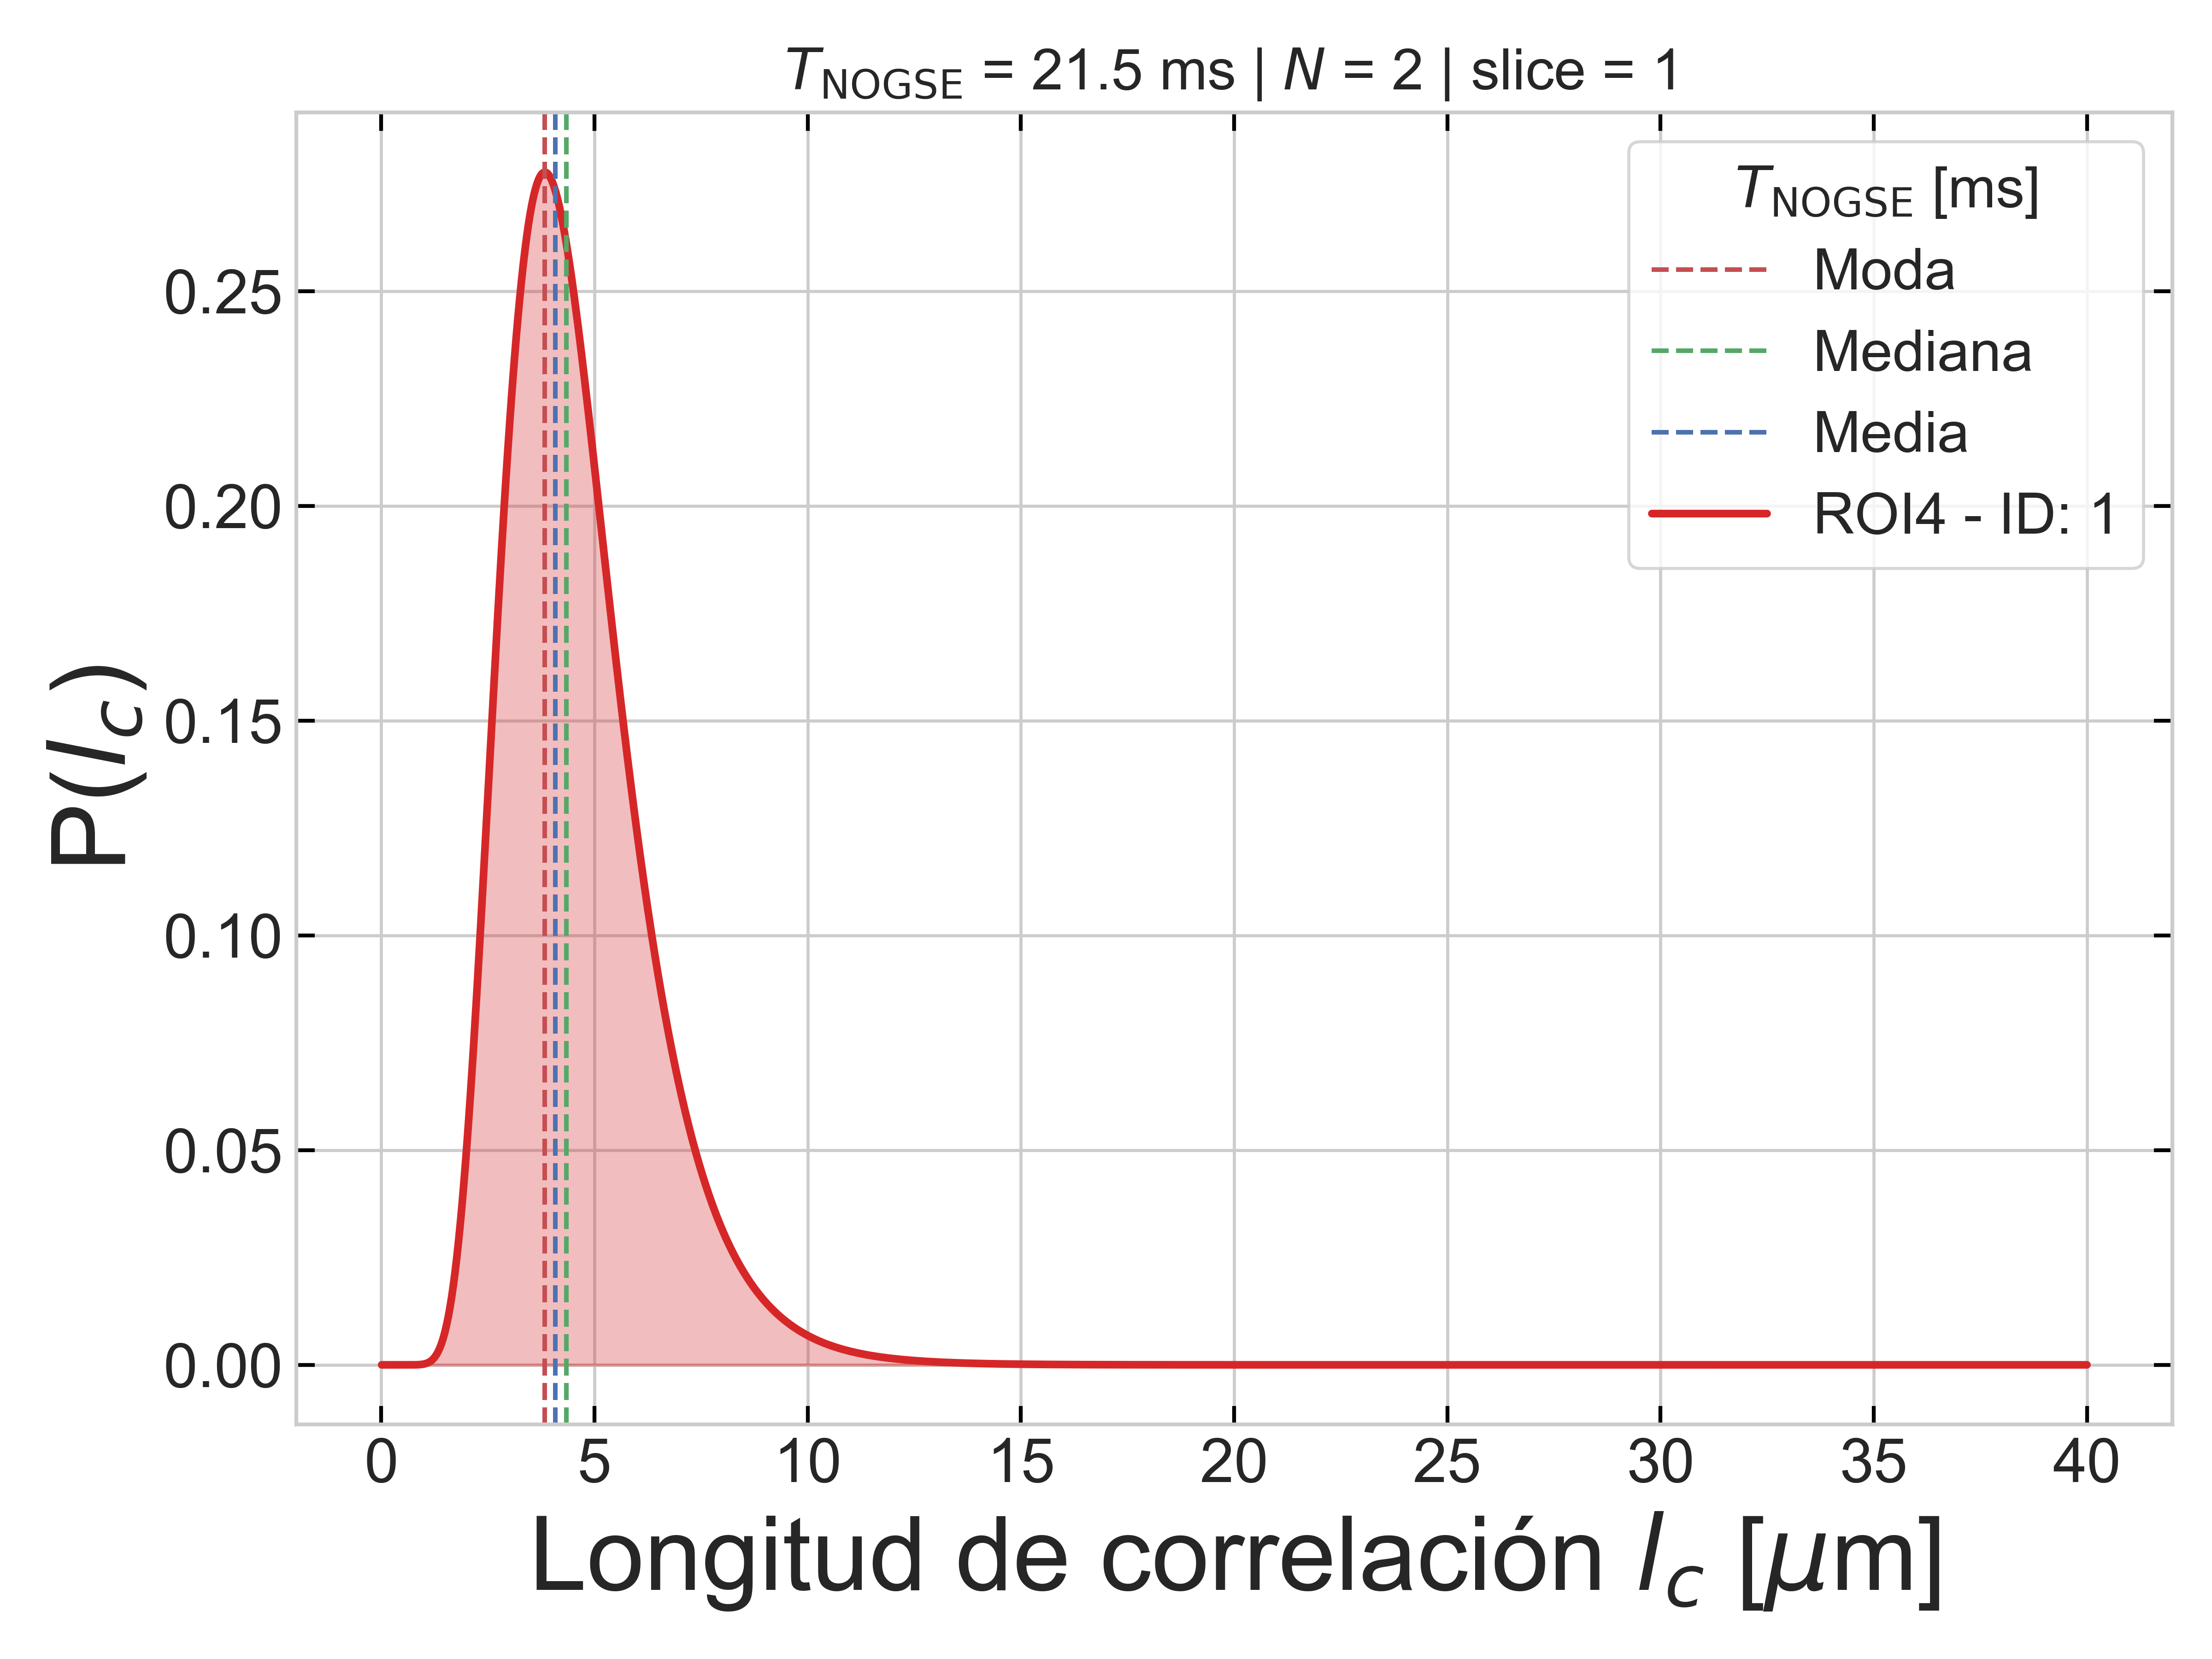 T_NOGSE = 21.5 ms | N = 2 | slice = 1
T_NOGSE [ms]
Moda
Mediana
Media
ROI4 - ID: 1
P(l_c)
0.25
0.20
0.15
0.10
0.05
0.00
0 5 10 15 20 25 30 35 40
Longitud de correlación l_c [μm]